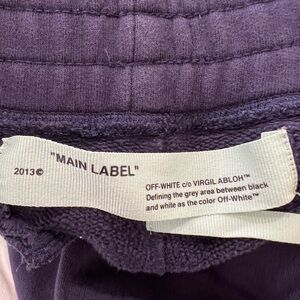 "MAIN LABEL"
2013©
OFF-WHITE c/o VIRGIL ABLOH™
Defining the grey area between black
and white as the color Off-White™